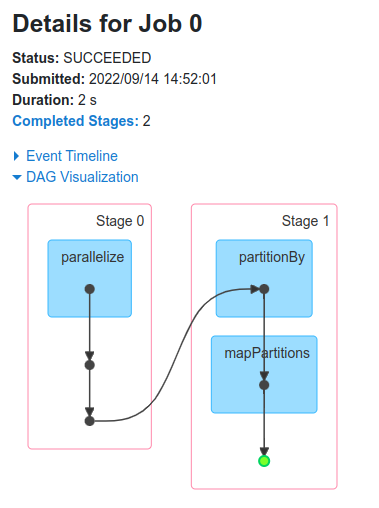 Details for Job 0
Status: SUCCEEDED
Submitted: 2022/09/14 14:52:01
Duration: 2 s
Completed Stages: 2
Event Timeline
DAG Visualization
Stage 0
parallelize
Stage 1
partitionBy
mapPartitions